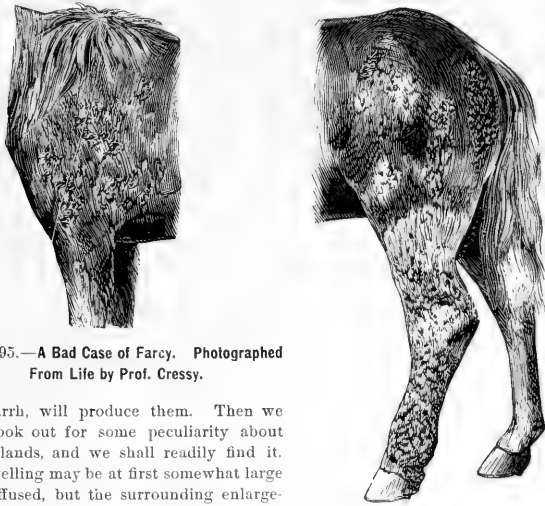 95.—A Bad Case of Farcy. Photographed
From Life by Prof. Cressy.
rrh, will produce them. Then we
ook out for some peculiarity about
lands, and we shall readily find it.
elling may be at first somewhat large
ffused, but the surrounding enlarge-